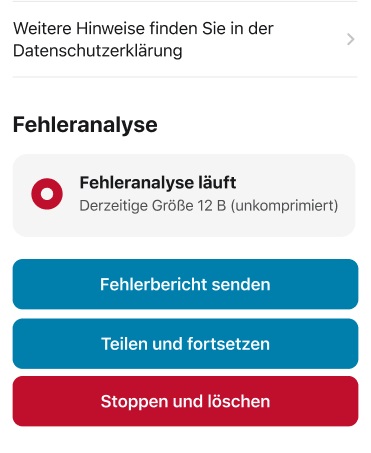 Weitere Hinweise finden Sie in der
Datenschutzerklärung
Fehleranalyse
Fehleranalyse läuft
Derzeitige Größe 12 B (unkomprimiert)
Fehlerbericht senden
Teilen und fortsetzen
Stoppen und löschen